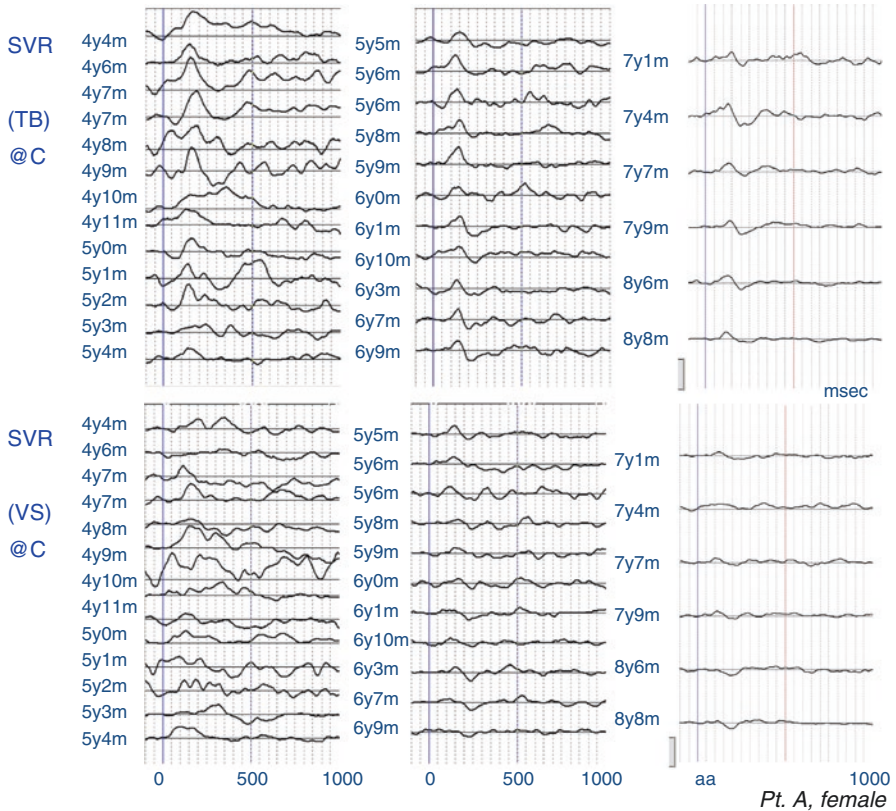 SVR
(TB)
@C
4y4m
4y6m
4y7m
4y7m
4y8m
4y9m
4y10m
4y11m
5y0m
5y1m
5y2m
5y3m
5y4m
5y5m
5y6m
5y6m
5y8m
5y9m
6y0m
6y1m
6y10m
6y3m
6y7m
6y9m
7y1m
7y4m
7y7m
7y9m
8y6m
8y8m
msec
SVR
(VS)
@C
4y4m
4y6m
4y7m
4y7m
4y8m
4y9m
4y10m
4y11m
5y0m
5y1m
5y2m
5y3m
5y4m
0 500 1000
5y5m
5y6m
5y6m
5y8m
5y9m
6y0m
6y1m
6y10m
6y3m
6y7m
6y9m
0 500 1000
7y1m
7y4m
7y7m
7y9m
8y6m
8y8m
aa 1000
Pt. A, female